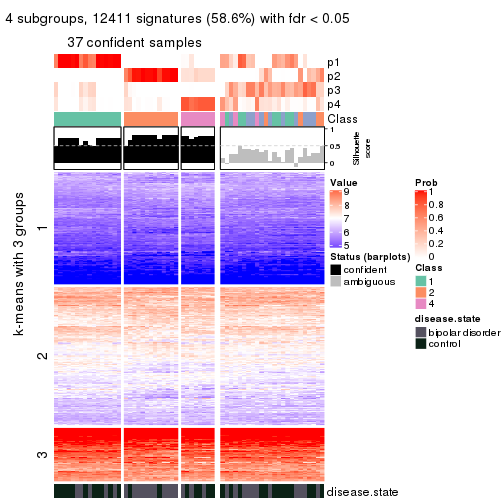 4 subgroups, 12411 signatures (58.6%) with fdr < 0.05
37 confident samples
p1
p2
p3
p4
Class
1
0.5
0
Silhouette
score
k-means with 3 groups
1
2
3
disease.state
Value
9
8
7
6
5
Status (barplots)
confident
ambiguous
Prob
1
0.8
0.6
0.4
0.2
0
Class
1
2
4
disease.state
bipolar disorder
control